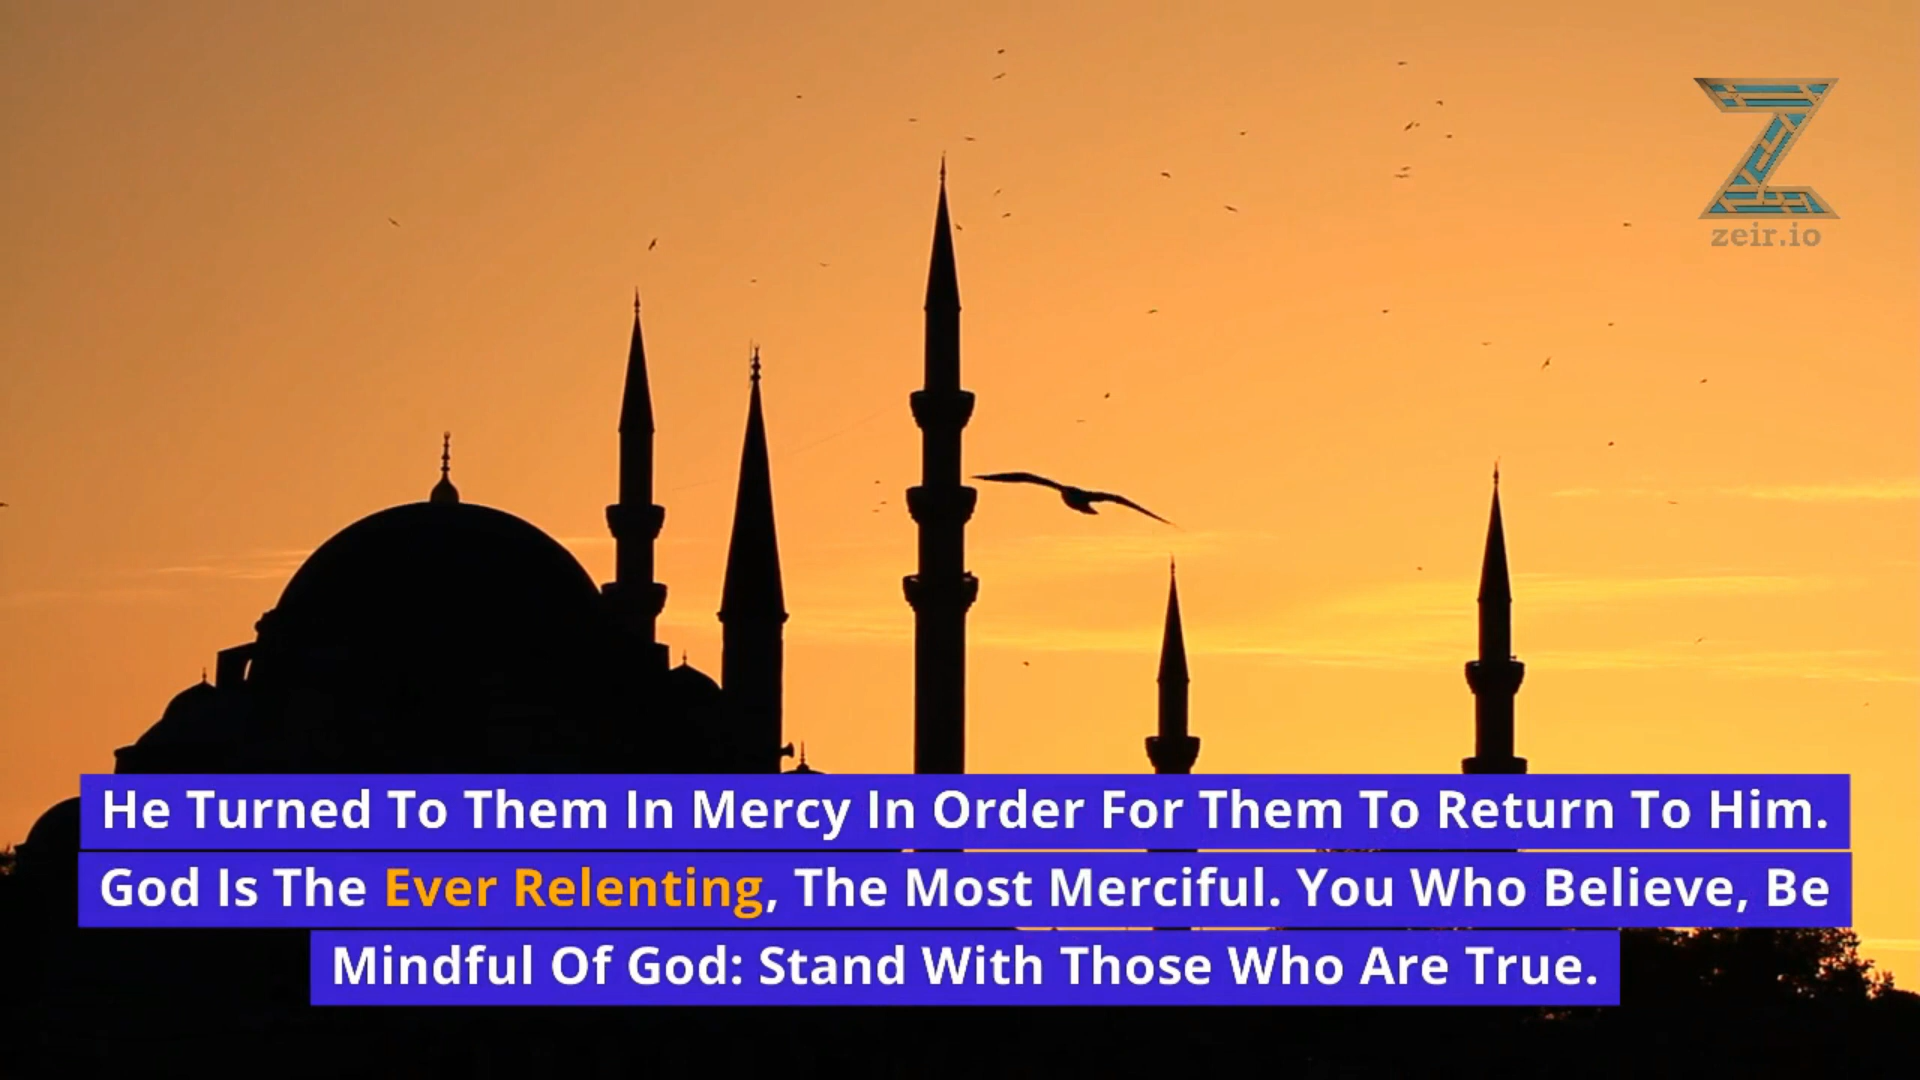 zeir.io
He Turned To Them In Mercy In Order For Them To Return To Him.
God Is The Ever Relenting, The Most Merciful. You Who Believe, Be
Mindful Of God: Stand With Those Who Are True.